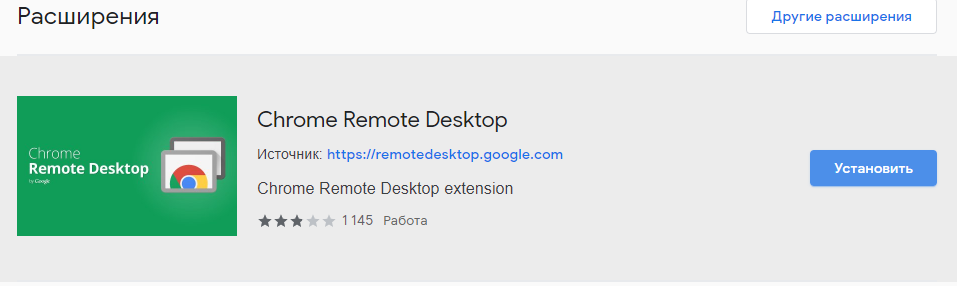 Расширения
Другие расширения
Chrome
Remote Desktop
by Google
Chrome Remote Desktop
Источник: https://remotedesktop.google.com
Chrome Remote Desktop extension
1 145 Работа
Установить